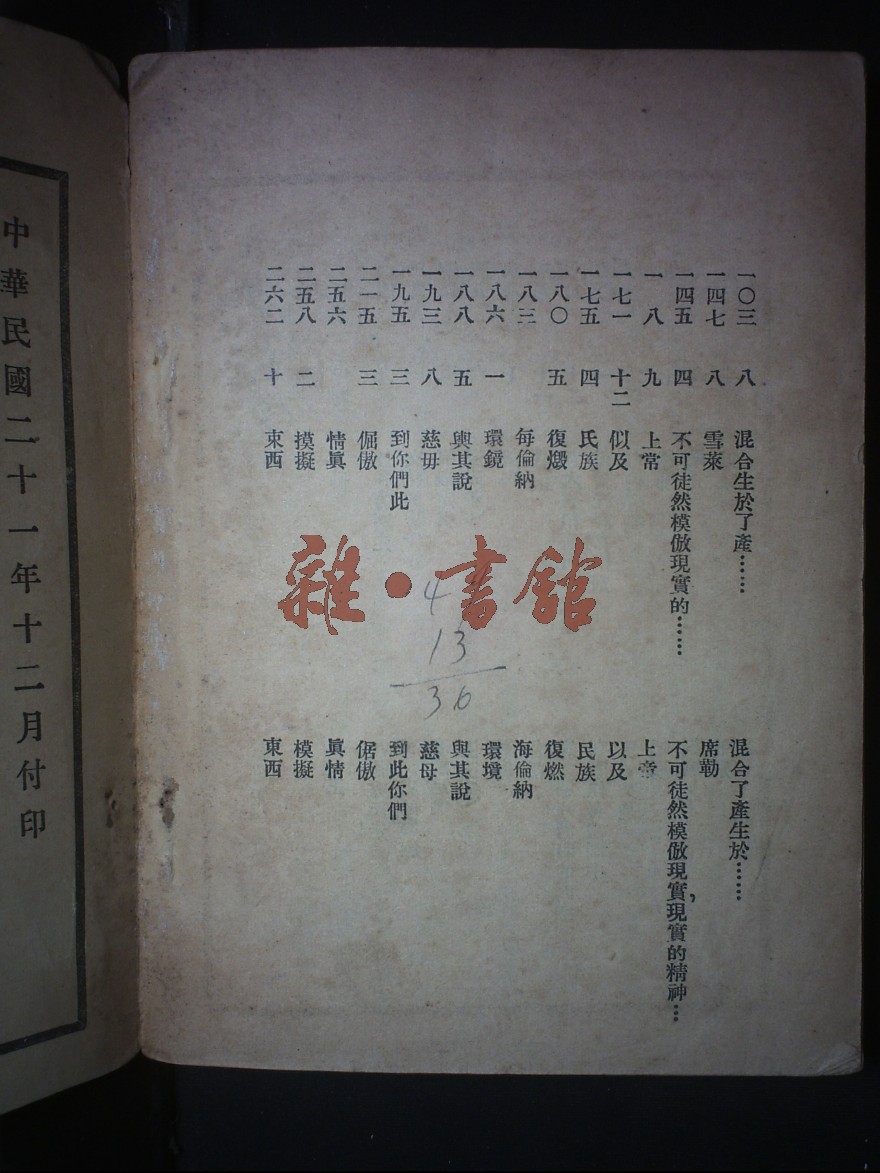 一〇三 八 混合生於了產…… 混合了產生於……
一四七 八 雪萊 席勒
一四五 四 不可徒然模倣現實的…… 不可徒然模倣現實,現實的精神…
一八 九 上常 上帝
一七一 十二 似及 以及
一七五 四 氏族 民族
一八〇 五 復燬 復燃
一八三 每倫納 海倫納
一八六 一 環鏡 環境
一八八 五 與其說 與其說
一九三 八 慈毋 慈母
一九五 三 到你們此 到此你們
二一五 三 倔傲 倨傲
二五六 情眞 眞情
二五八 二 摸擬 模擬
二六二 十 東西 東西
雜·書館
4
13
36
中華民國二十一年十二月付印